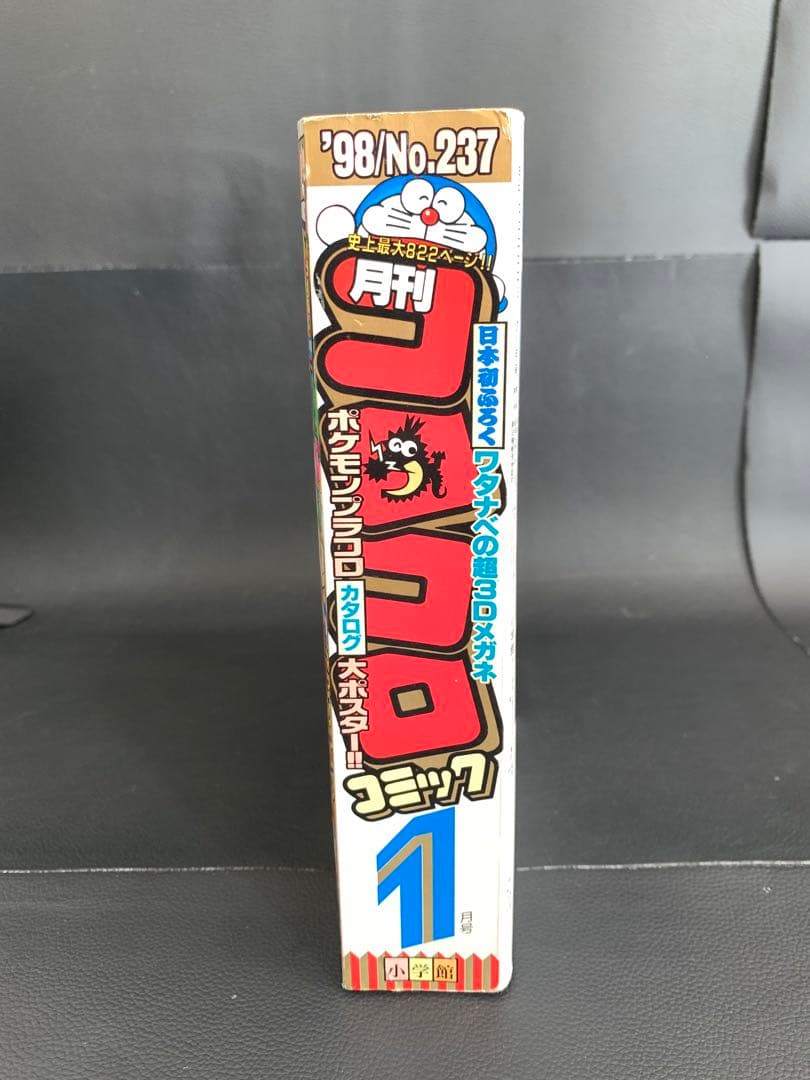 '98/No.237
史上最大822ページ!!
月刊
コロコロ
コミック
日本初ふろく
ワタナベの超3Dメガネ
ポケモンプラコロ
カタログ
大ポスター!!
1
月号
小学館